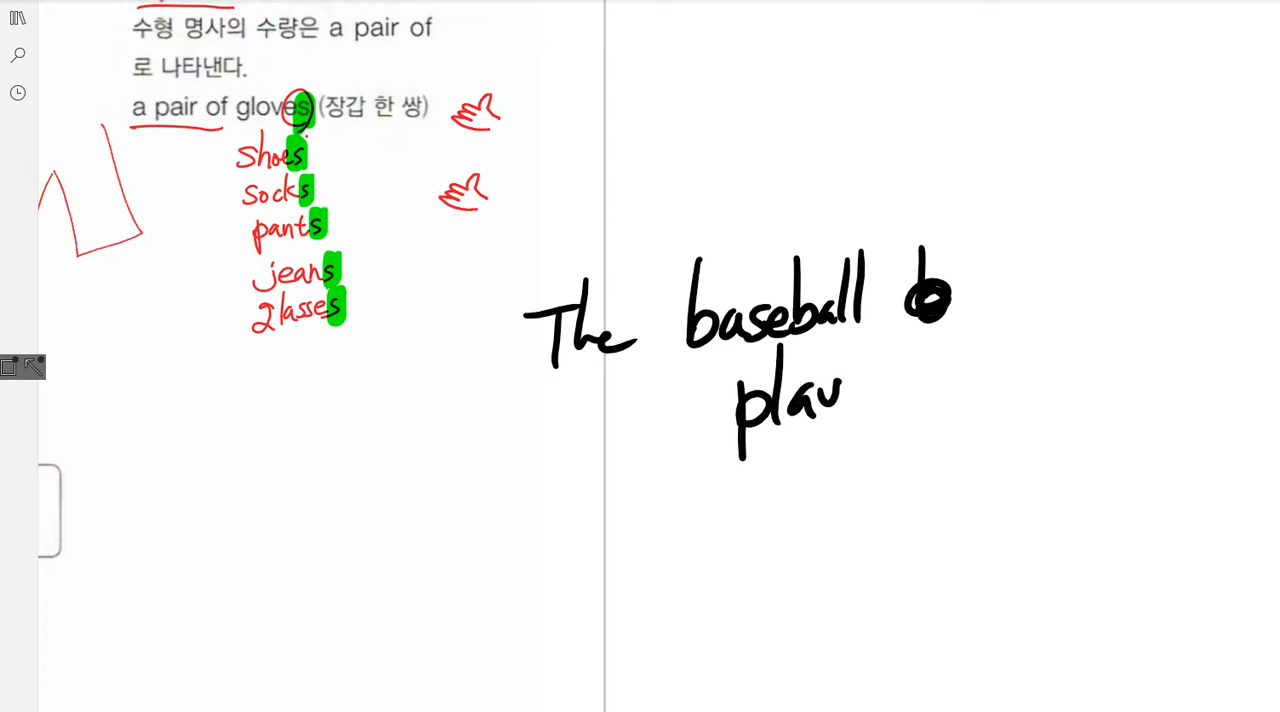 수형 명사의 수량은 a pair of
로 나타낸다.
a pair of gloves (장갑 한 쌍)
shoes
socks
pants
jeans
glasses
The baseball
plau